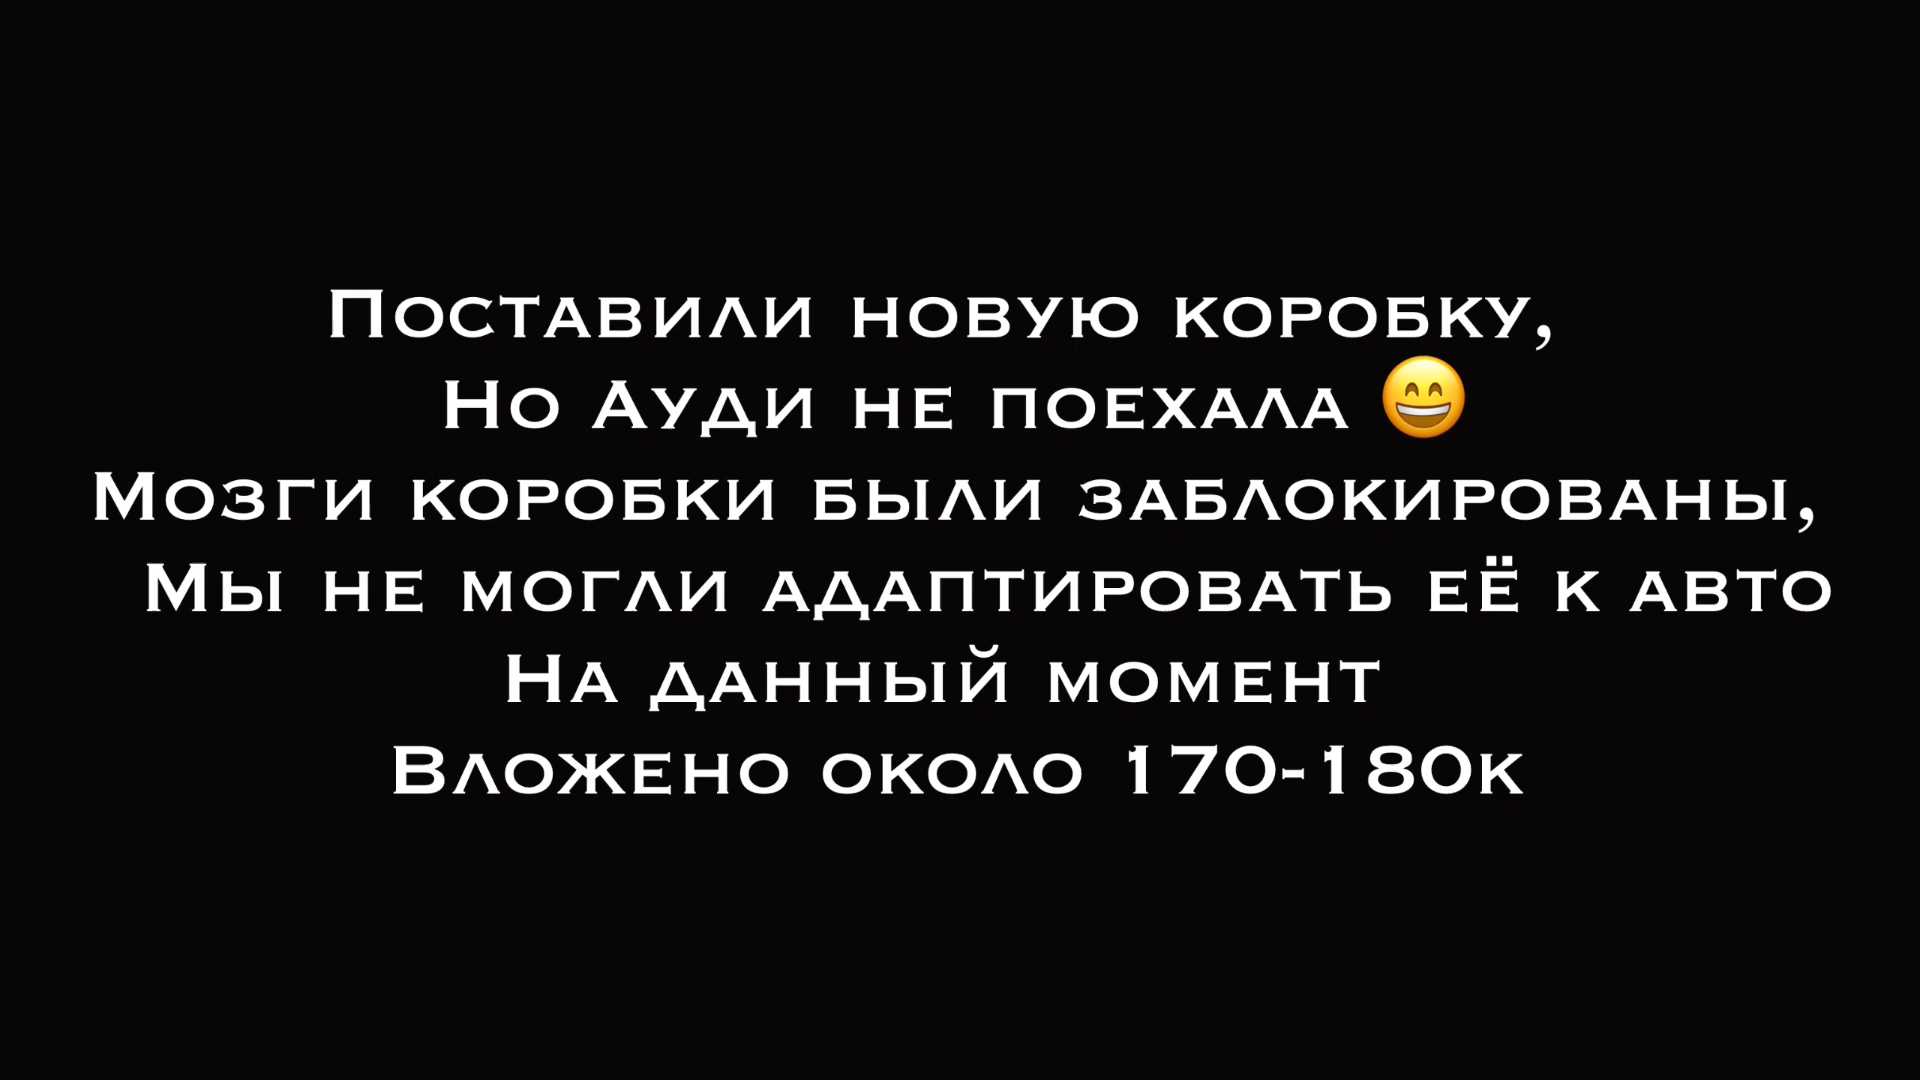 Поставили новую коробку,
Но Ауди не поехала 😄
Мозги коробки были заблокированы,
Мы не могли адаптировать её к авто
На данный момент
Вложено около 170-180к